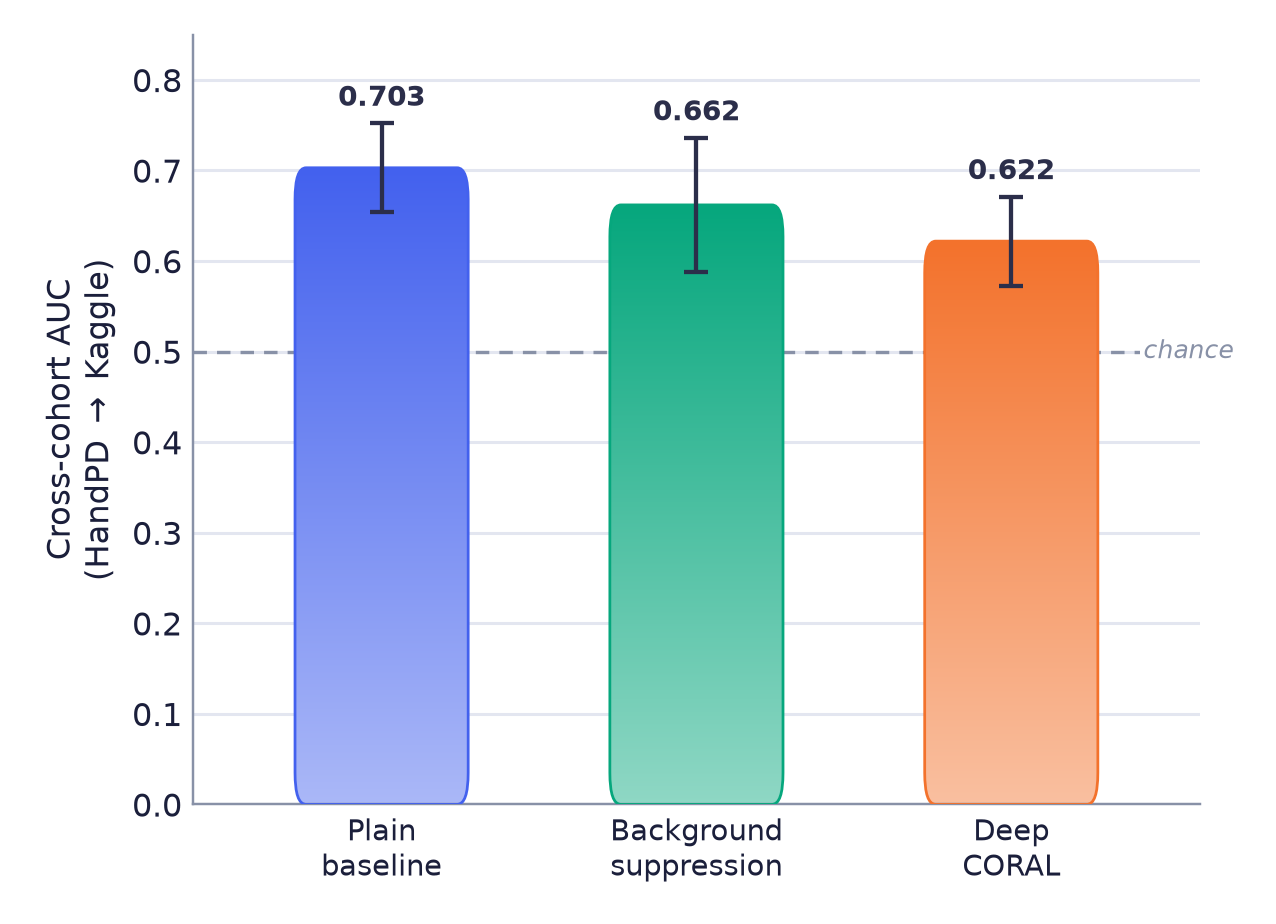 Cross-cohort AUC
(HandPD → Kaggle)
0.8
0.7
0.6
0.5
0.4
0.3
0.2
0.1
0.0
0.703
0.662
0.622
chance
Plain
baseline
Background
suppression
Deep
CORAL